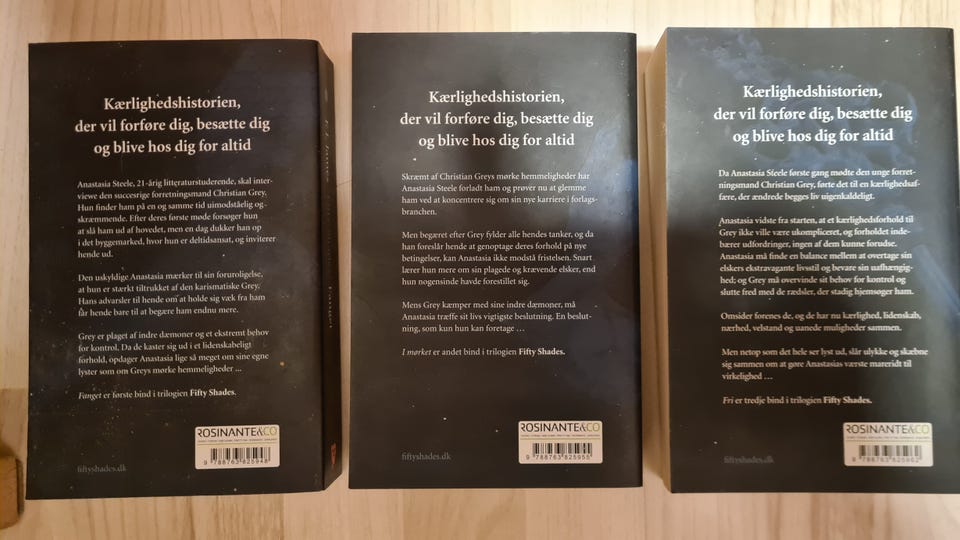 Kærlighedshistorien,
der vil forføre dig, besætte dig
og blive hos dig for altid
Anastasia Steele, 21-årig litteraturstuderende, skal inter-
viewe den succesrige forretningsmand Christian Grey.
Hun finder ham på en og samme tid uimodståelig og
skræmmende. Efter deres første møde forsøger hun
at slå ham ud af hovedet, men en dag dukker han op
i det byggemarked, hvor hun er deltidsansat, og inviterer
hende ud.
Den uskyldige Anastasia mærker til sin foruroligelse,
at hun er stærkt tiltrukket af den karismatiske Grey.
Hans advarsler til hende om at holde sig væk fra ham
får hende bare til at begære ham endnu mere.
Grey er plaget af indre dæmoner og et ekstremt behov
for kontrol. Da de kaster sig ud i et lidenskabeligt
forhold, opdager Anastasia lige så meget om sine egne
lyster som om Greys mørke hemmeligheder ...
Fanget er første bind i trilogien Fifty Shades.
ROSINANTE&CO
9 788763 825948
fiftyshades.dk
Fanget
Kærlighedshistorien,
der vil forføre dig, besætte dig
og blive hos dig for altid
Skræmt af Christian Greys mørke hemmeligheder har
Anastasia Steele forladt ham og prøver nu at glemme
ham ved at koncentrere sig om sin nye karriere i forlags-
branchen.
Men begæret efter Grey fylder alle hendes tanker, og da
han foreslår hende at genoptage deres forhold på nye
betingelser, kan Anastasia ikke modstå fristelsen. Snart
lærer hun mere om sin plagede og krævende elsker, end
hun nogensinde havde forestillet sig.
Mens Grey kæmper med sine indre dæmoner, må
Anastasia træffe sit livs vigtigste beslutning. En beslut-
ning, som kun hun kan foretage ...
I mørket er andet bind i trilogien Fifty Shades.
ROSINANTE&CO
9 788763 825955
fiftyshades.dk
Kærlighedshistorien,
der vil forføre dig, besætte dig
og blive hos dig for altid
Da Anastasia Steele første gang mødte den unge forret-
ningsmand Christian Grey, førte det til en kærlighedsaf-
fære, der ændrede begges liv uigenkaldeligt.
Anastasia vidste fra starten, at et kærlighedsforhold til
Grey ikke ville være ukompliceret, og forholdet inde-
bærer udfordringer, ingen af dem kunne forudse.
Anastasia må finde en balance mellem at overtage sin
elskers ekstravagante livsstil og bevare sin uafhængig-
hed; og Grey må overvinde sit behov for kontrol og
slutte fred med de rædsler, der stadig hjemsøger ham.
Omsider forenes de, og de har nu kærlighed, lidenskab,
nærhed, velstand og uanede muligheder sammen.
Men netop som det hele ser lyst ud, slår ulykke og skæbne
sig sammen om at gøre Anastasias værste mareridt til
virkelighed ...
Fri er tredje bind i trilogien Fifty Shades.
ROSINANTE&CO
9 788763 825962
fiftyshades.dk